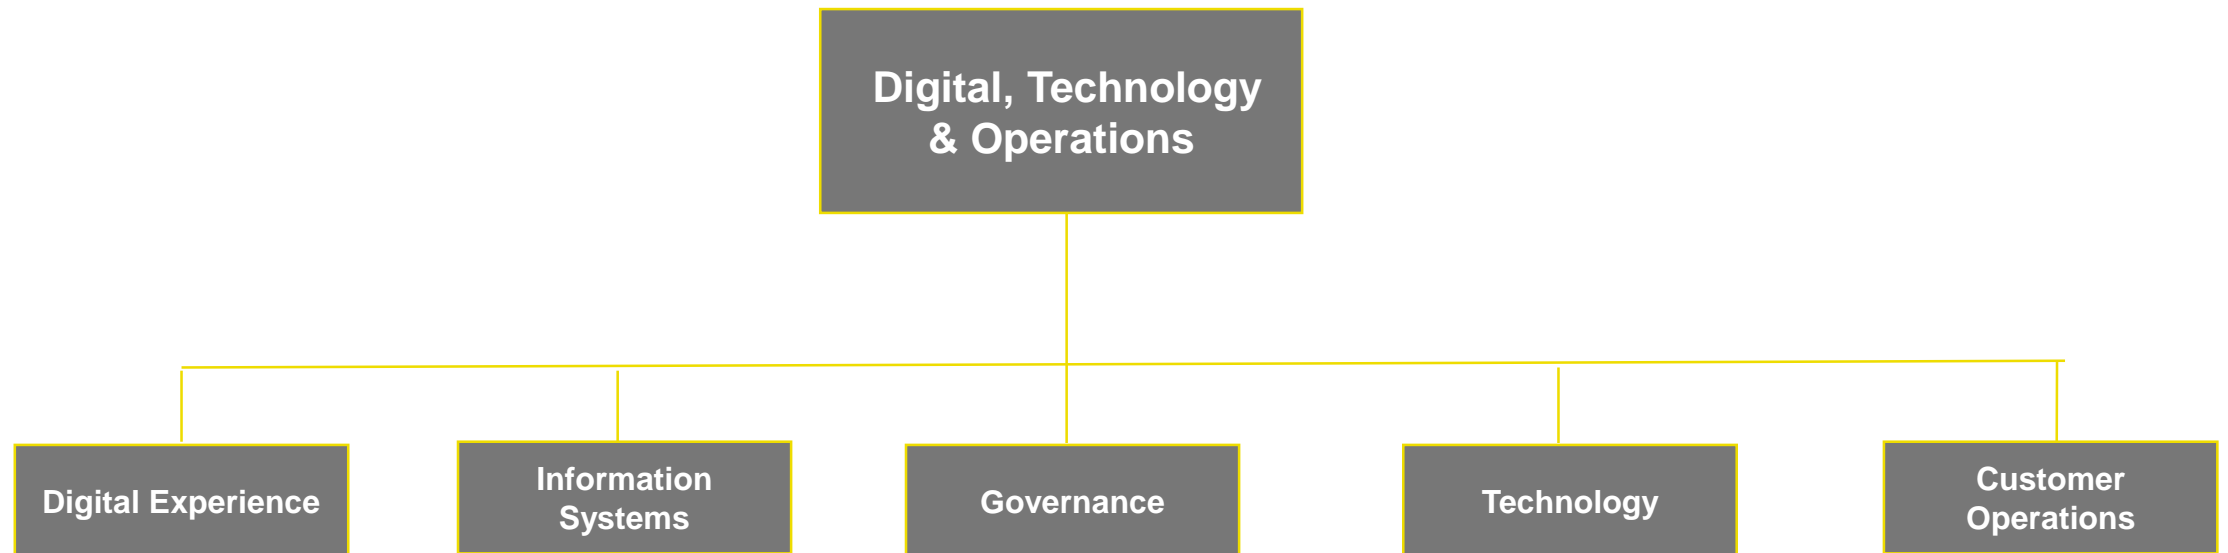 Digital, Technology
& Operations
Digital Experience
Information
Systems
Governance
Technology
Customer
Operations